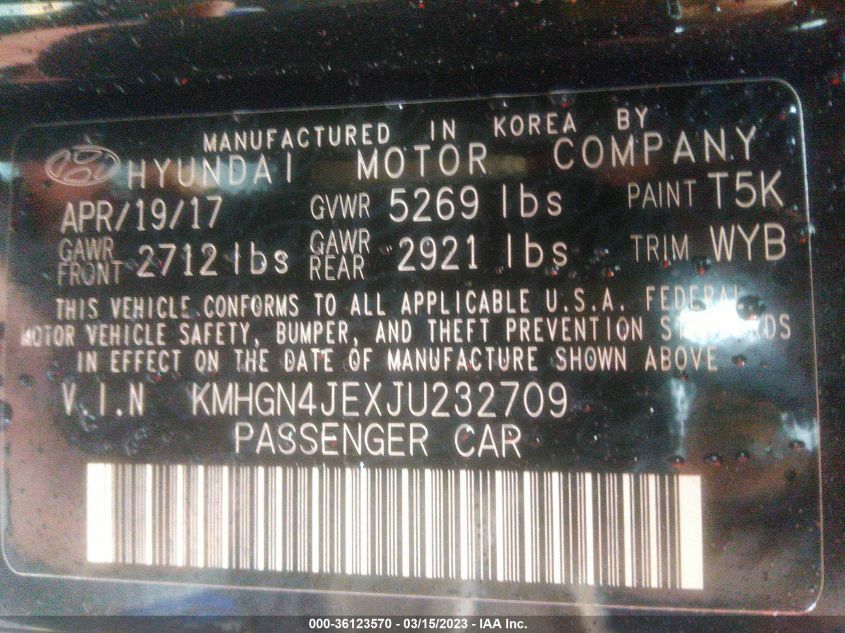 MANUFACTURED IN KOREA BY
HYUNDAI MOTOR COMPANY
APR/19/17 GVWR 5269 lbs PAINT T5K
GAWR FRONT 2712 lbs GAWR REAR 2921 lbs TRIM WYB
THIS VEHICLE CONFORMS TO ALL APPLICABLE U.S.A. FEDERAL
MOTOR VEHICLE SAFETY, BUMPER, AND THEFT PREVENTION STANDARDS
IN EFFECT ON THE DATE OF MANUFACTURE SHOWN ABOVE
V.I.N KMHGN4JEXJU232709
PASSENGER CAR
000-36123570 - 03/15/2023 - IAA Inc.